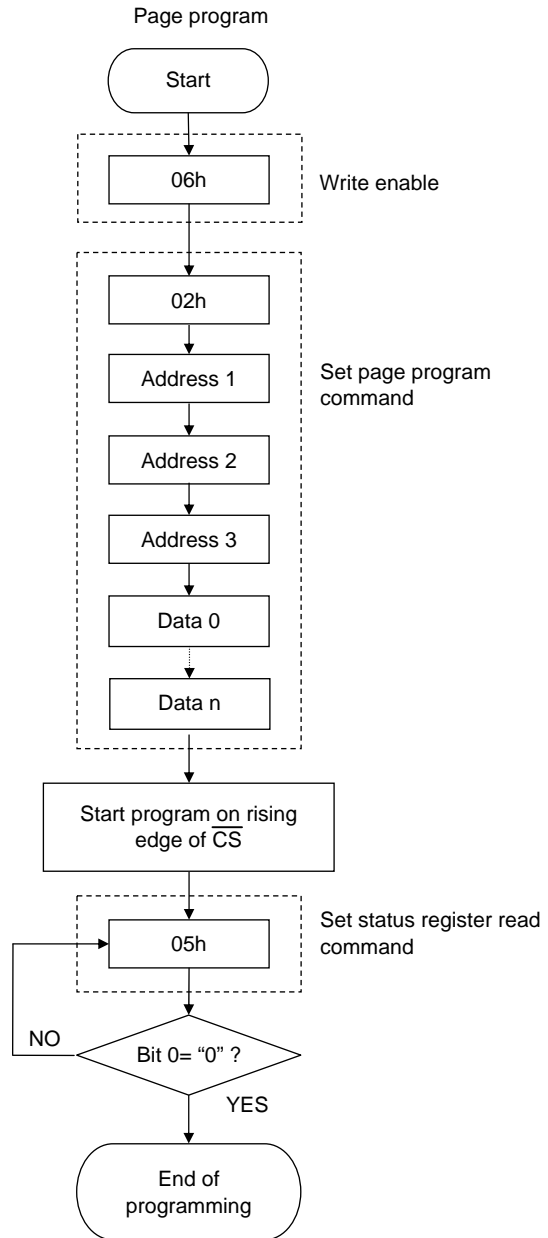 Page program
Start
06h
Write enable
02h
Address 1
Set page program
command
Address 2
Address 3
Data 0
Data n
Start program on rising
edge of C̅S̅
05h
Set status register read
command
NO
Bit 0= “0” ?
YES
End of
programming